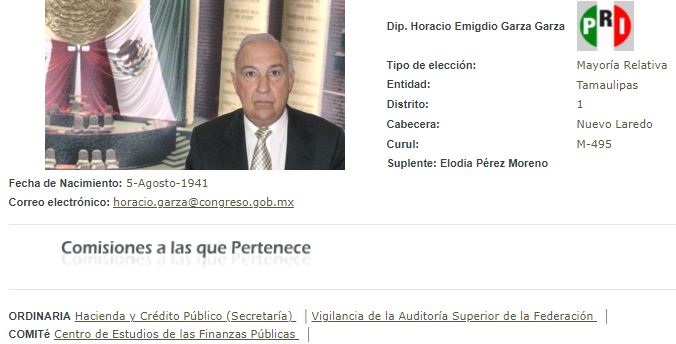 Dip. Horacio Emigdio Garza Garza
PRI
Tipo de elección: Mayoría Relativa
Entidad: Tamaulipas
Distrito: 1
Cabecera: Nuevo Laredo
Curul: M-495
Suplente: Elodia Pérez Moreno
Fecha de Nacimiento: 5-Agosto-1941
Correo electrónico: horacio.garza@congreso.gob.mx
Comisiones a las que Pertenece
ORDINARIA Hacienda y Crédito Público (Secretaría) | Vigilancia de la Auditoría Superior de la Federación |
COMITé Centro de Estudios de las Finanzas Públicas |